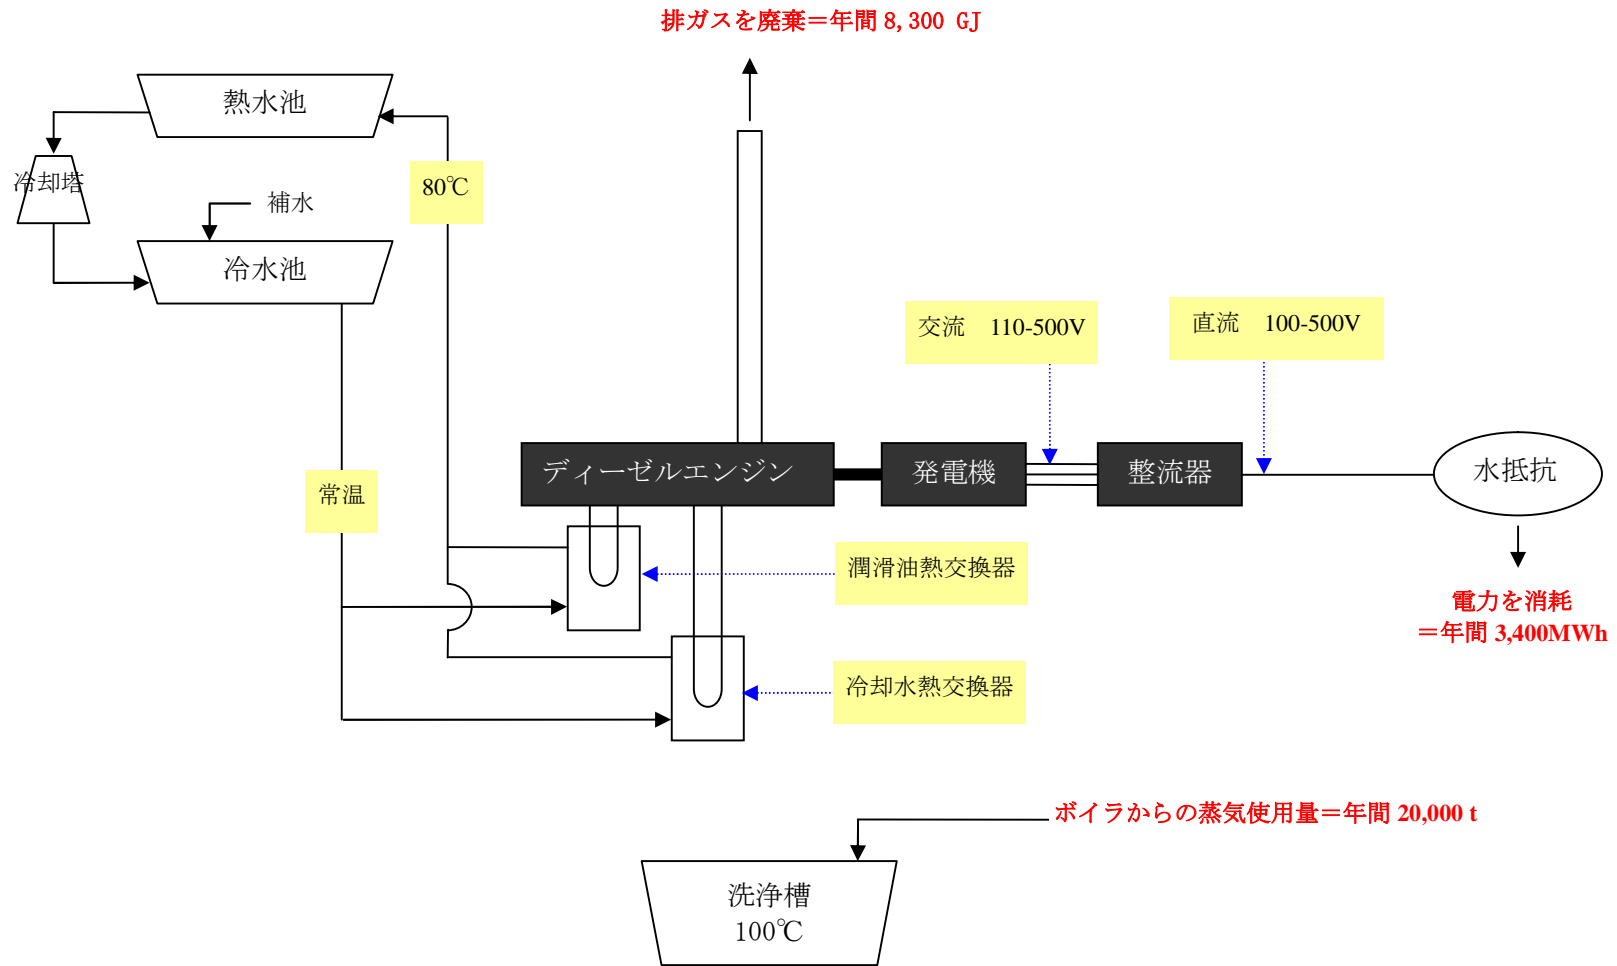 排ガスを廃棄＝年間 8,300 GJ
熱水池
冷却塔
80℃
補水
冷水池
交流　110-500V
直流　100-500V
ディーゼルエンジン
発電機
整流器
水抵抗
常温
潤滑油熱交換器
電力を消耗
＝年間 3,400MWh
冷却水熱交換器
ボイラからの蒸気使用量＝年間 20,000 t
洗浄槽
100℃